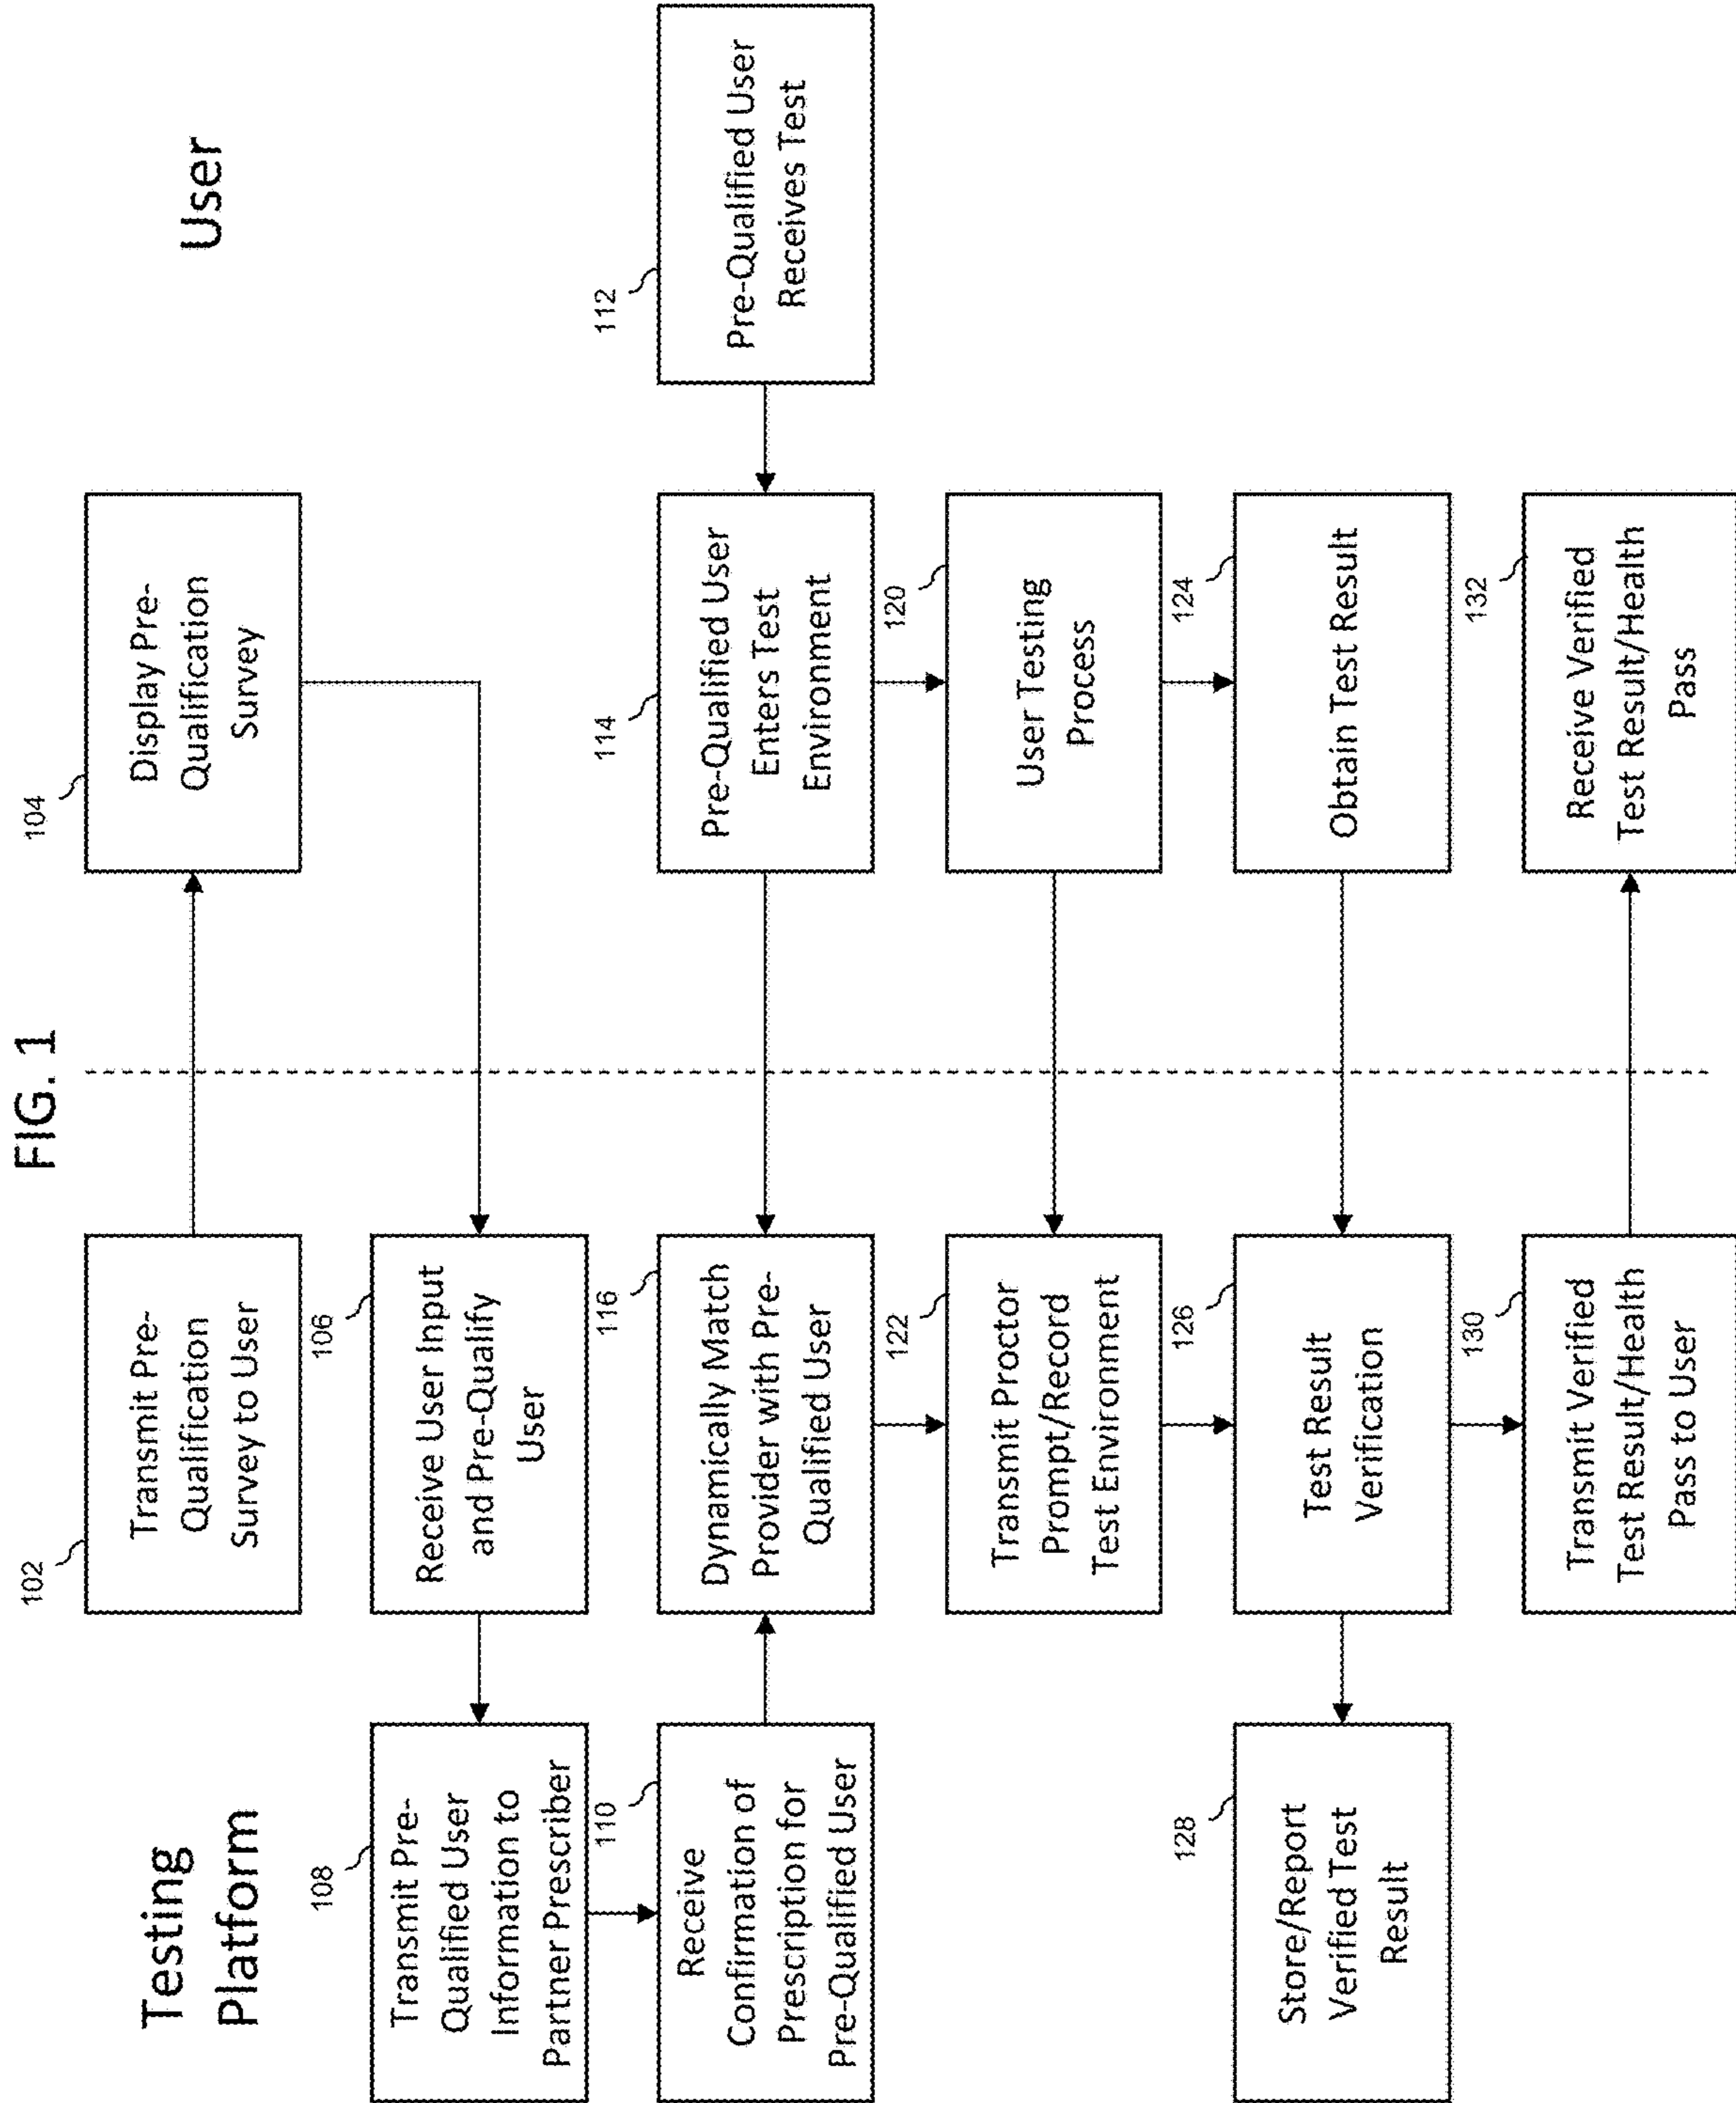 FIG. 1
Testing
Platform
User
102
Transmit Pre-
Qualification
Survey to User
104
Display Pre-
Qualification
Survey
106
Receive User Input
and Pre-Qualify
User
108
Transmit Pre-
Qualified User
Information to
Partner Prescriber
110
Receive
Confirmation of
Prescription for
Pre-Qualified User
112
Pre-Qualified User
Receives Test
114
Pre-Qualified User
Enters Test
Environment
116
Dynamically Match
Provider with Pre-
Qualified User
120
User Testing
Process
122
Transmit Proctor
Prompt/Record
Test Environment
124
Obtain Test Result
126
Test Result
Verification
128
Store/Report
Verified Test
Result
130
Transmit Verified
Test Result/Health
Pass to User
132
Receive Verified
Test Result/Health
Pass